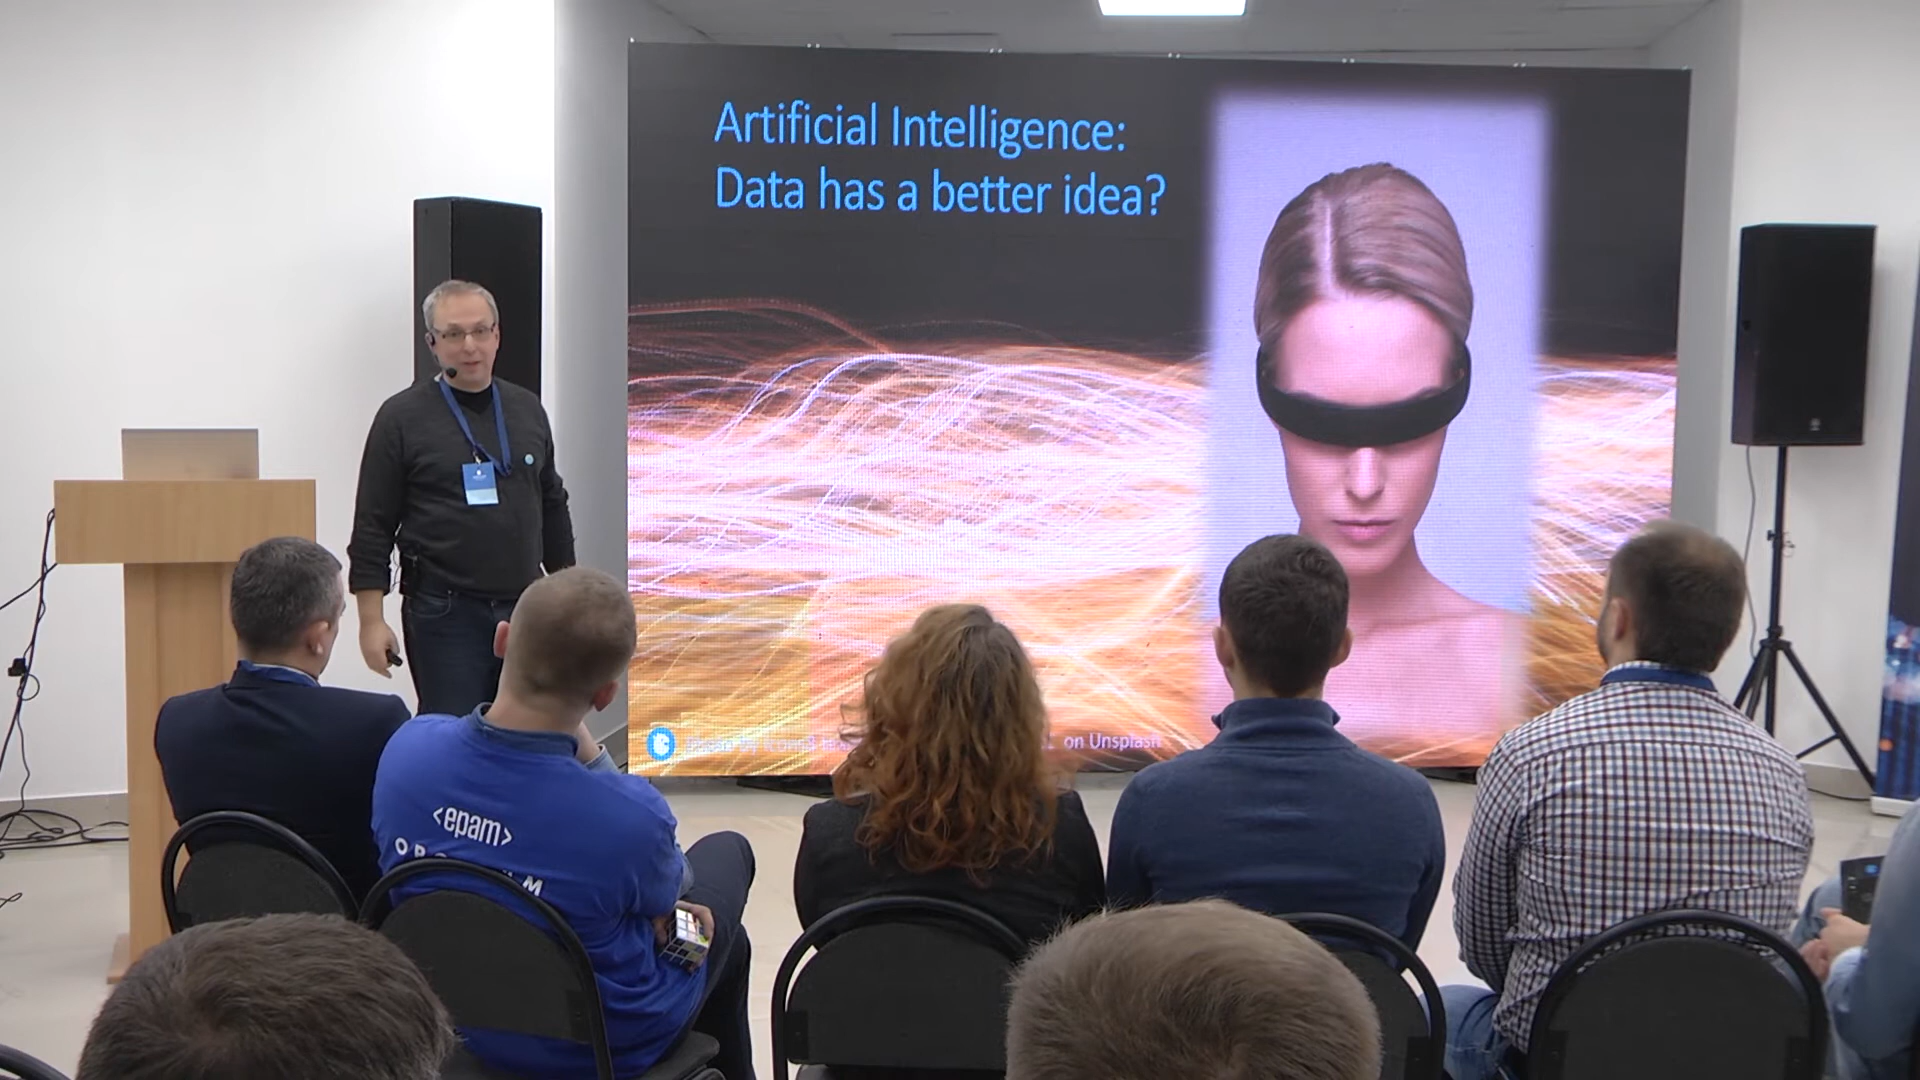 Artificial Intelligence:
Data has a better idea?
on Unsplash
<epam>